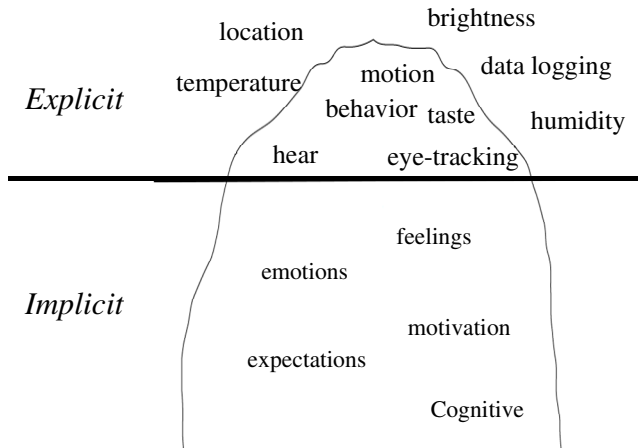 brightness
location
data logging
motion
temperature
Explicit
behavior
taste
humidity
hear
eye-tracking
feelings
emotions
Implicit
motivation
expectations
Cognitive